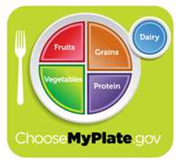 Fruits
Grains
Dairy
Vegetables
Protein
ChooseMyPlate.gov